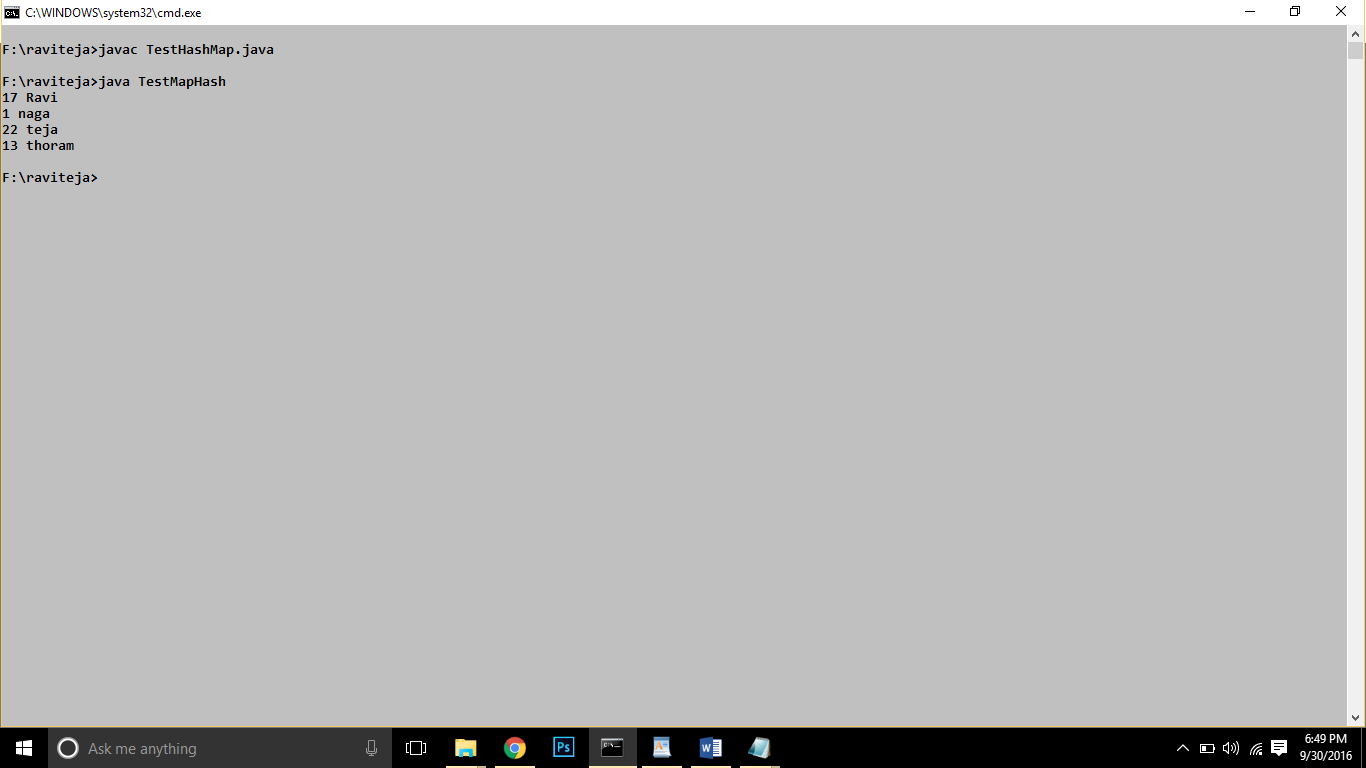 C:\WINDOWS\system32\cmd.exe
F:\raviteja>javac TestHashMap.java
F:\raviteja>java TestMapHash
17 Ravi
1 naga
22 teja
13 thoram
F:\raviteja>
Ask me anything
Ps
6:49 PM
9/30/2016